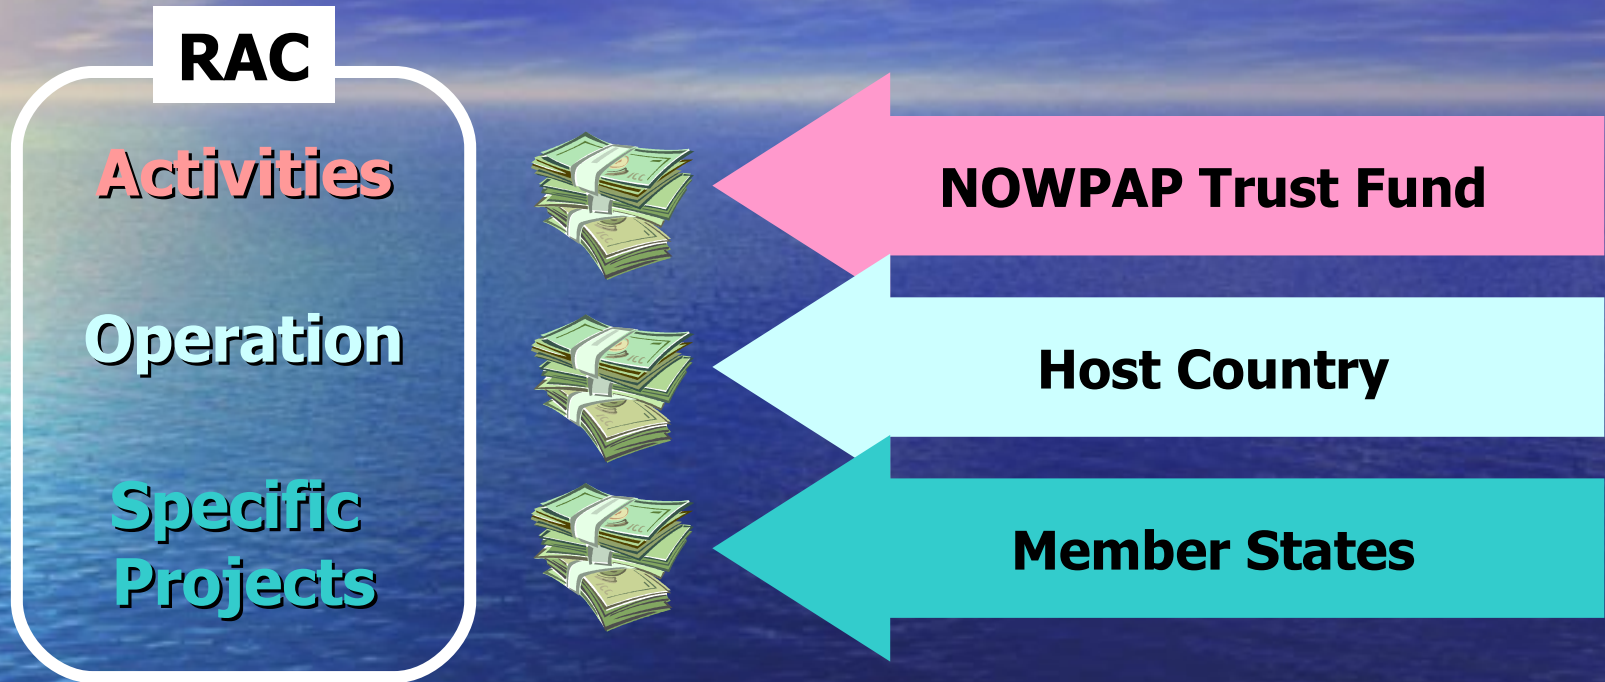 RAC
Activities
NOWPAP Trust Fund
Operation
Host Country
Specific
Projects
Member States